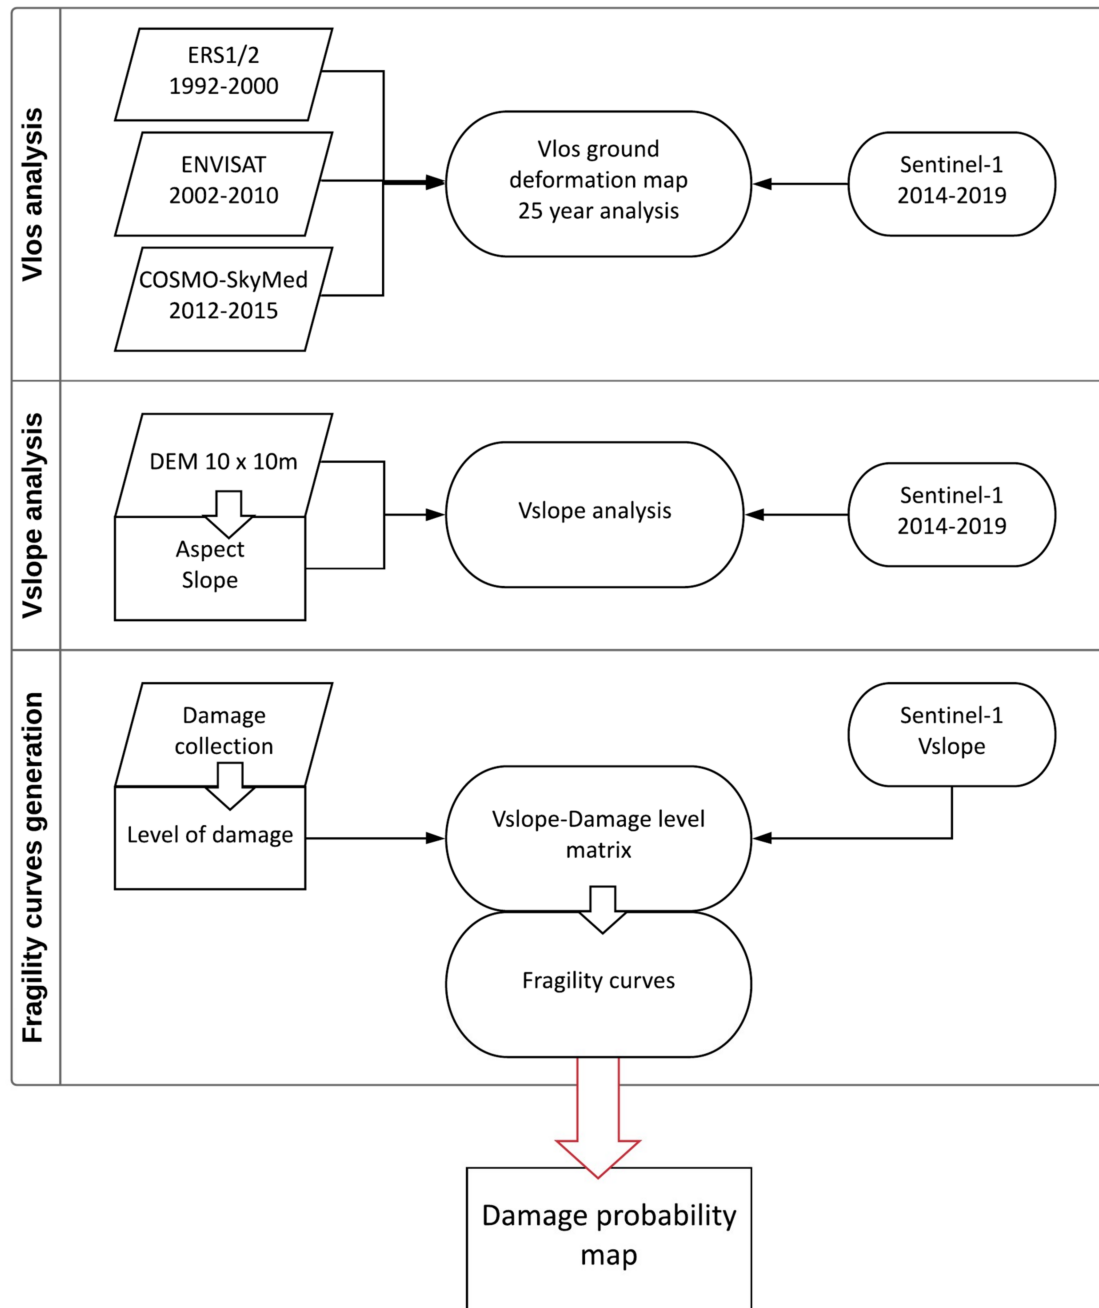 Vlos analysis
ERS1/2
1992-2000
ENVISAT
2002-2010
COSMO-SkyMed
2012-2015
Vlos ground
deformation map
25 year analysis
Sentinel-1
2014-2019
Vslope analysis
DEM 10 x 10m
Aspect
Slope
Vslope analysis
Sentinel-1
2014-2019
Fragility curves generation
Damage
collection
Level of damage
Vslope-Damage level
matrix
Sentinel-1
Vslope
Fragility curves
Damage probability
map